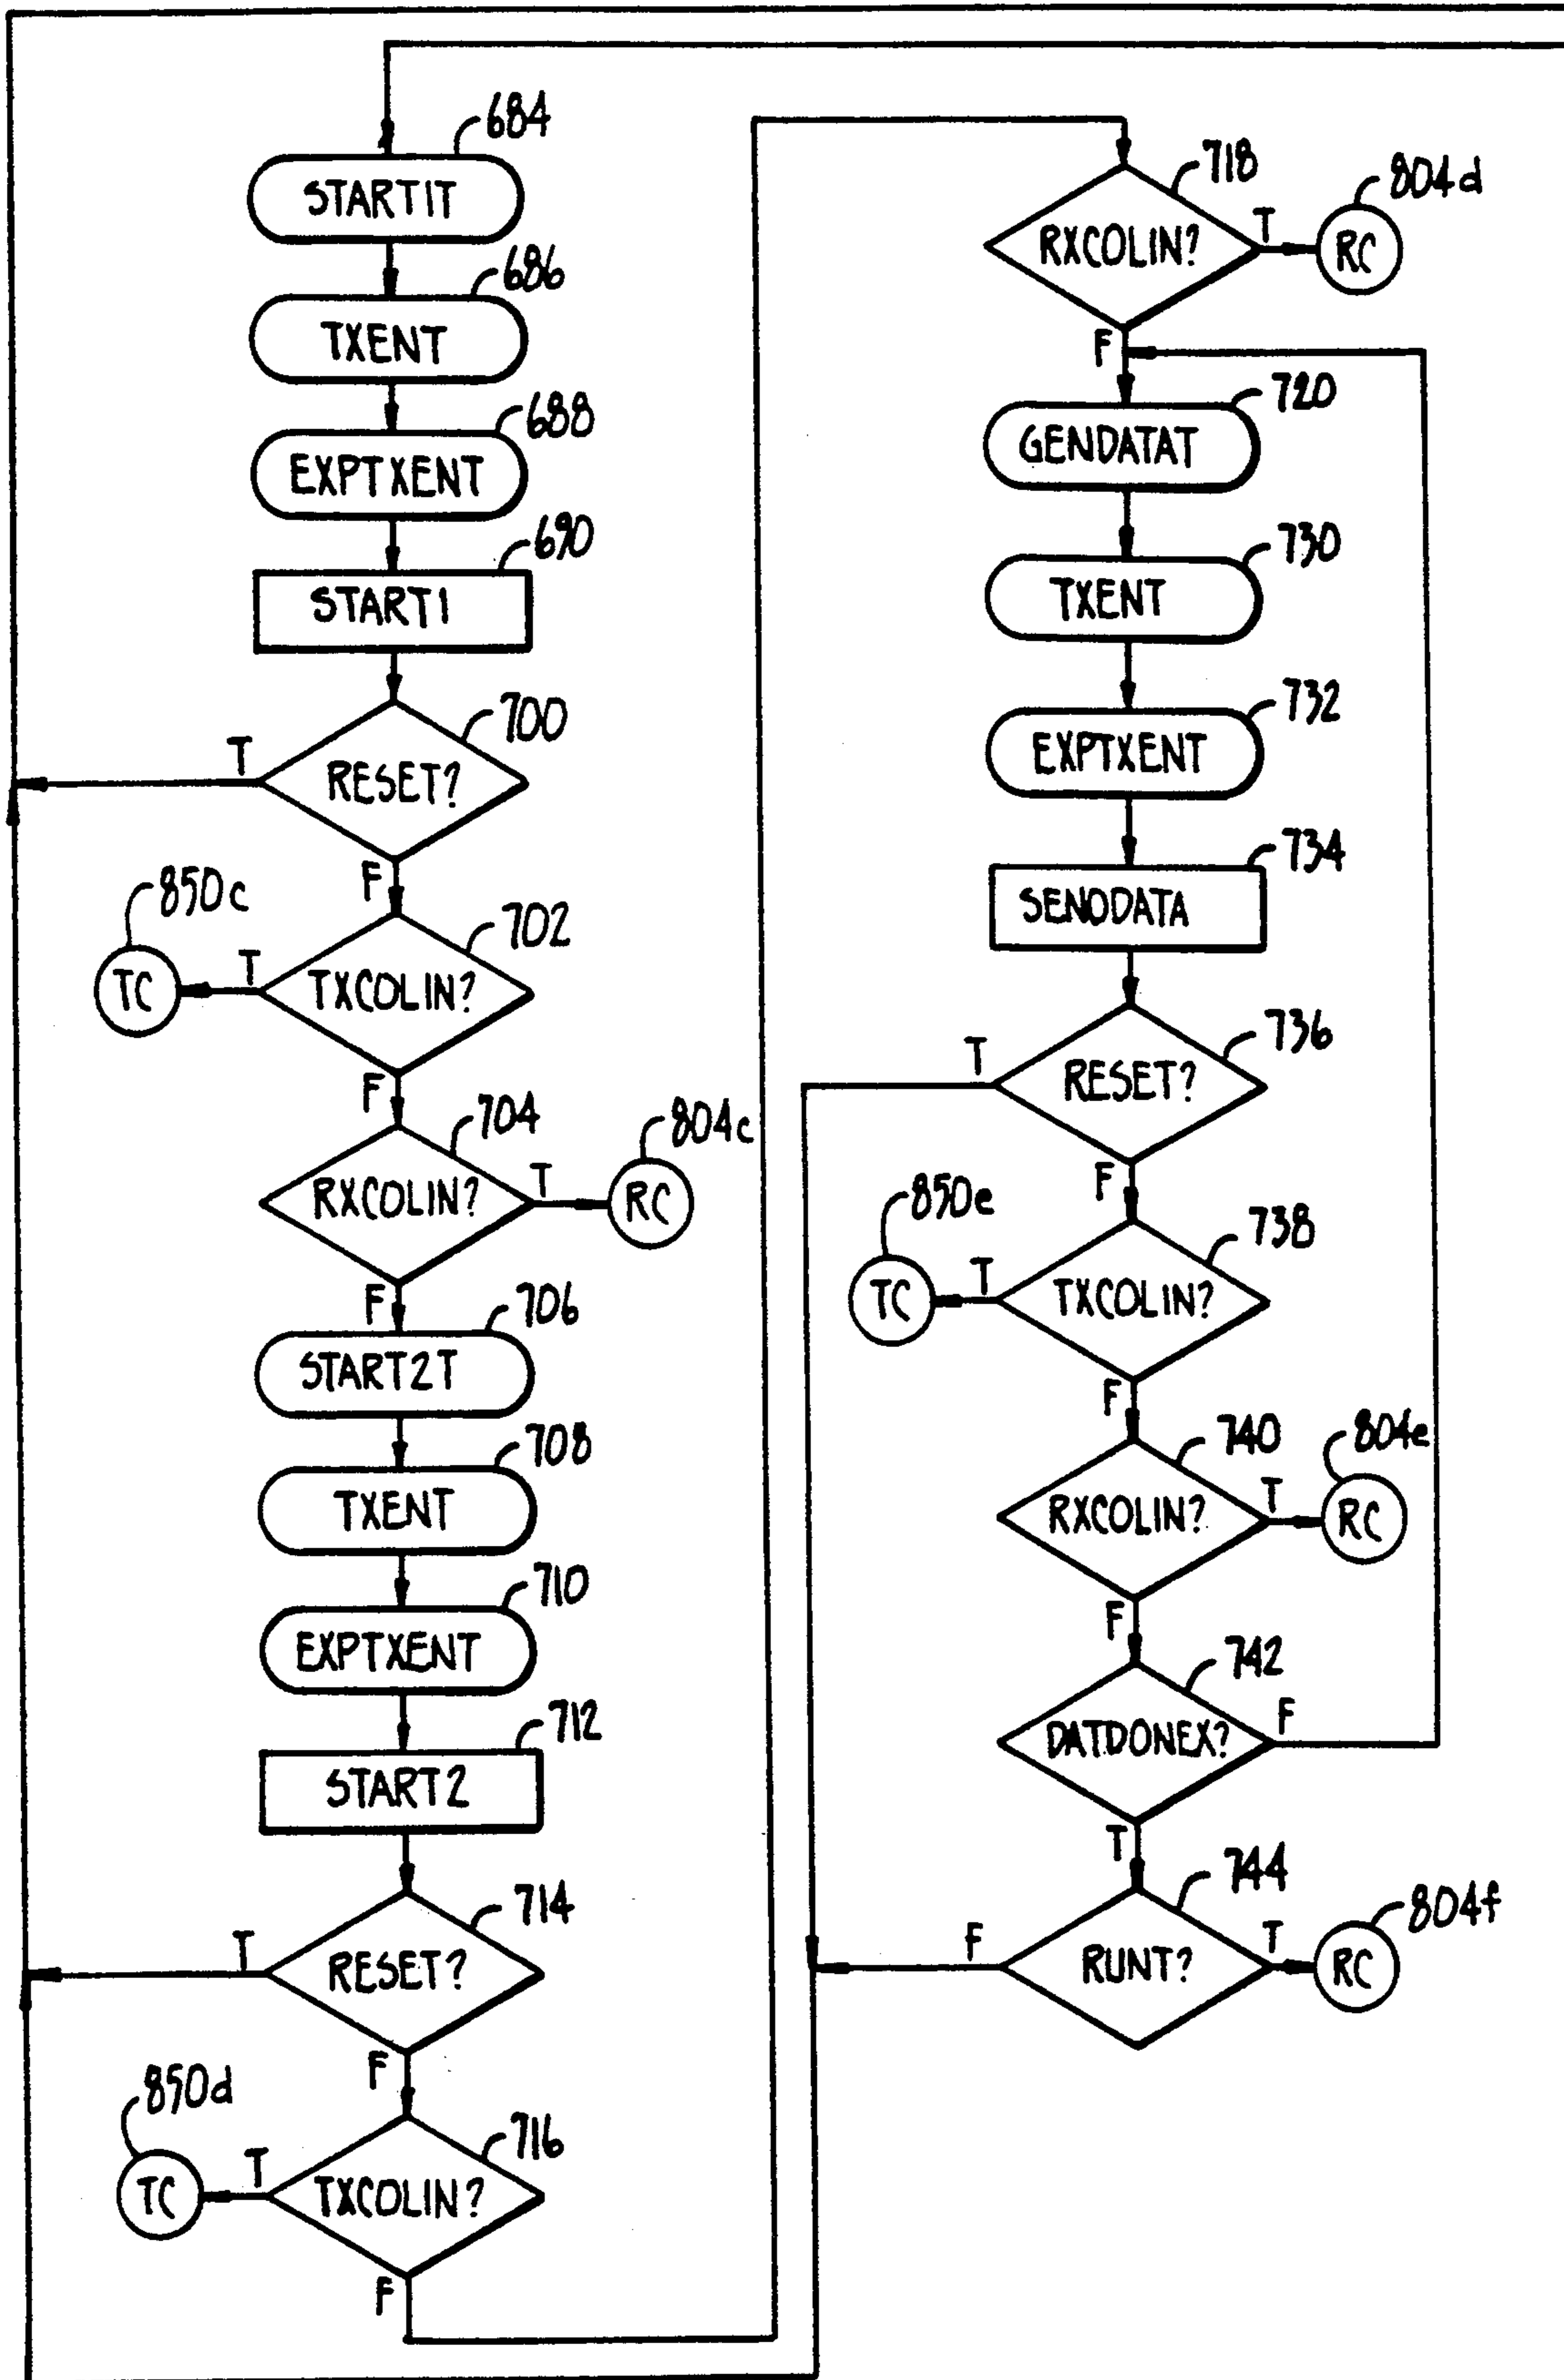 684
STARTIT
686
TXENT
688
EXPTXENT
690
START1
700
T
RESET?
F
850c
702
TC
T
TXCOLIN?
F
704
804c
RXCOLIN?
T
RC
F
706
START2T
708
TXENT
710
EXPTXENT
712
START2
714
T
RESET?
F
850d
716
TC
T
TXCOLIN?
F
718
804d
RXCOLIN?
T
RC
F
720
GENDATAT
730
TXENT
732
EXPTXENT
734
SENODATA
736
T
RESET?
F
850e
738
TC
T
TXCOLIN?
F
740
804e
RXCOLIN?
T
RC
F
742
DATDONEX?
F
T
744
804f
F
RUNT?
T
RC